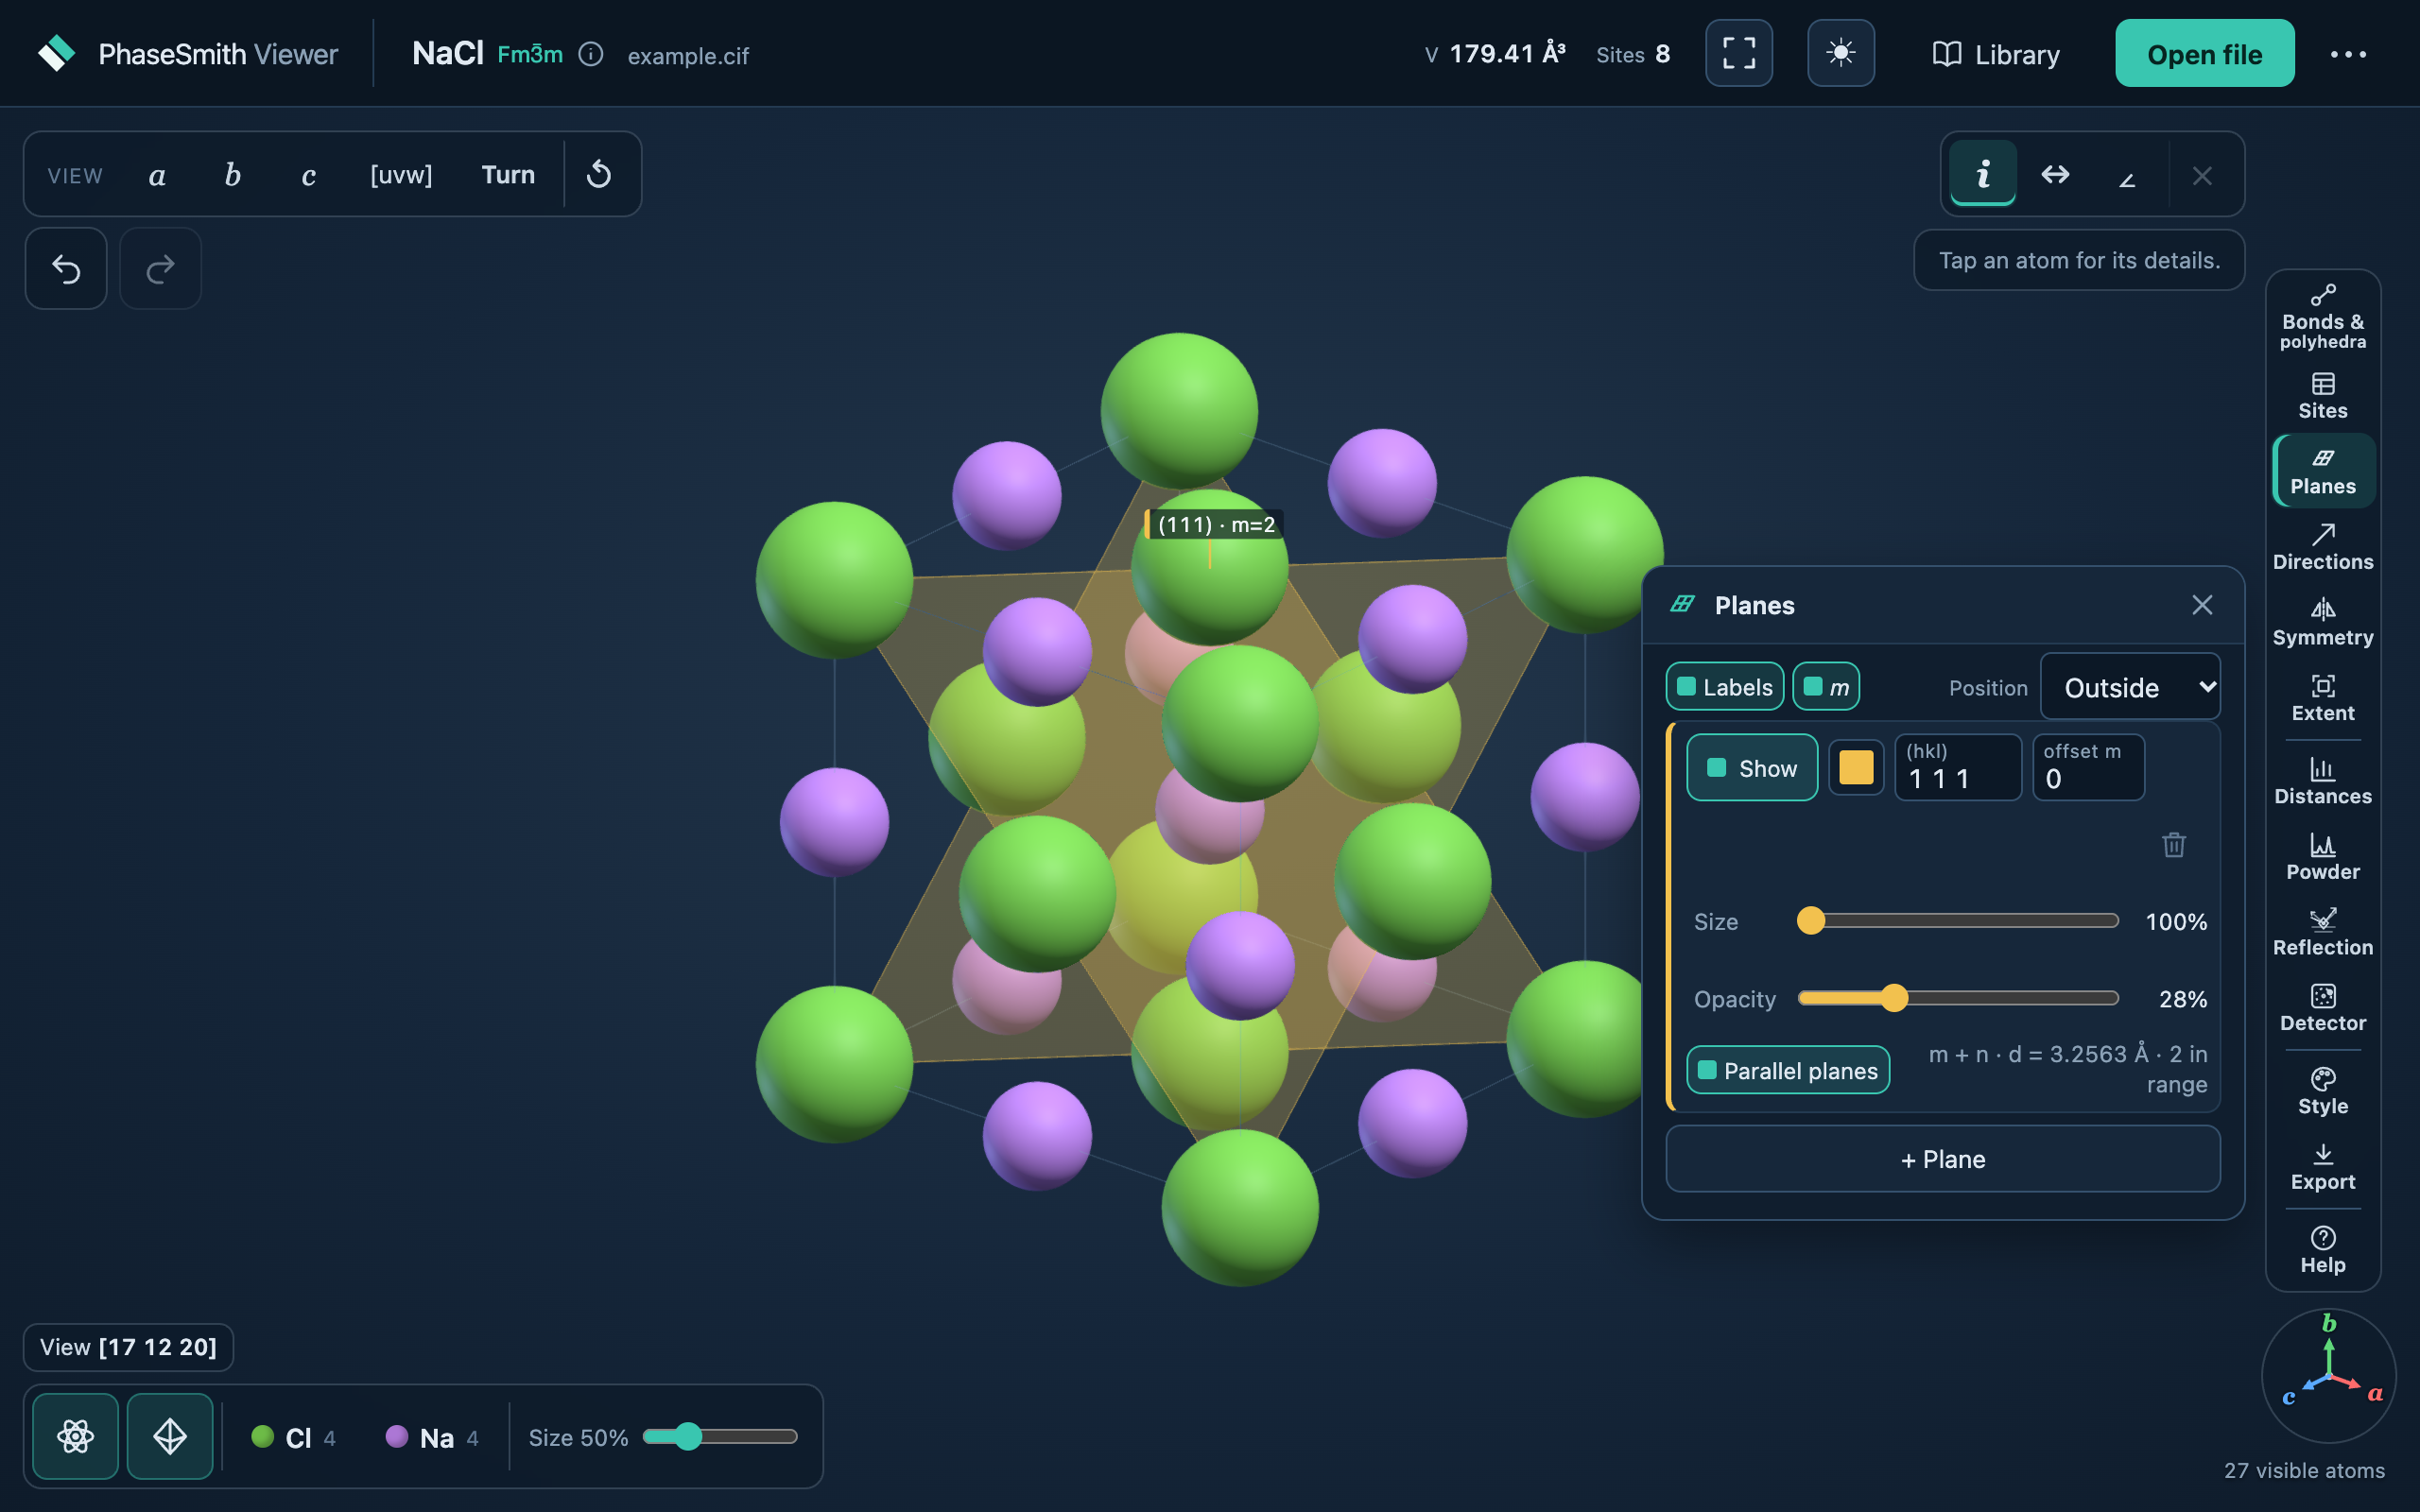 PhaseSmith Viewer
NaCl Fm3̄m example.cif
V 179.41 Å³ Sites 8
Library
Open file
VIEW a b c [uvw] Turn
Tap an atom for its details.
Bonds &
polyhedra
Sites
Planes
Directions
Symmetry
Extent
Distances
Powder
Reflection
Detector
Style
Export
Help
(111) · m=2
Planes
Labels m Position Outside
Show (hkl) 1 1 1 offset m 0
Size 100%
Opacity 28%
Parallel planes m + n · d = 3.2563 Å · 2 in
range
+ Plane
View [17 12 20]
Cl 4 Na 4 Size 50%
b
c a
27 visible atoms